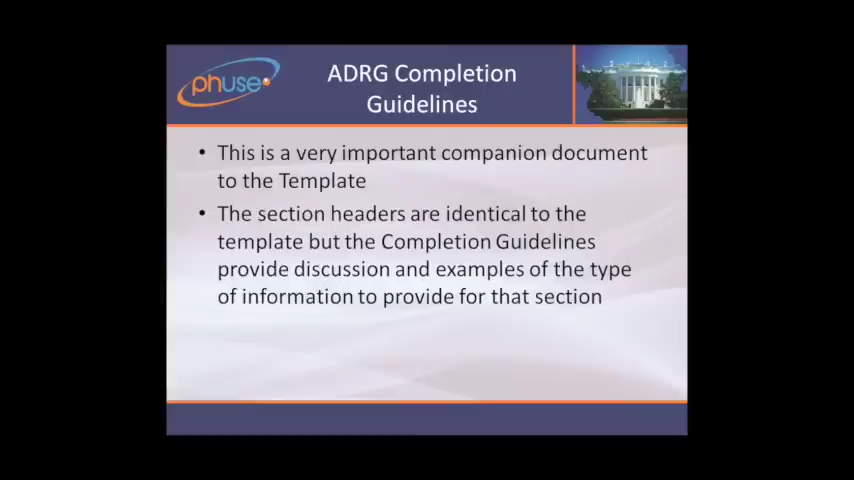 phuse
ADRG Completion
Guidelines
• This is a very important companion document
to the Template
• The section headers are identical to the
template but the Completion Guidelines
provide discussion and examples of the type
of information to provide for that section